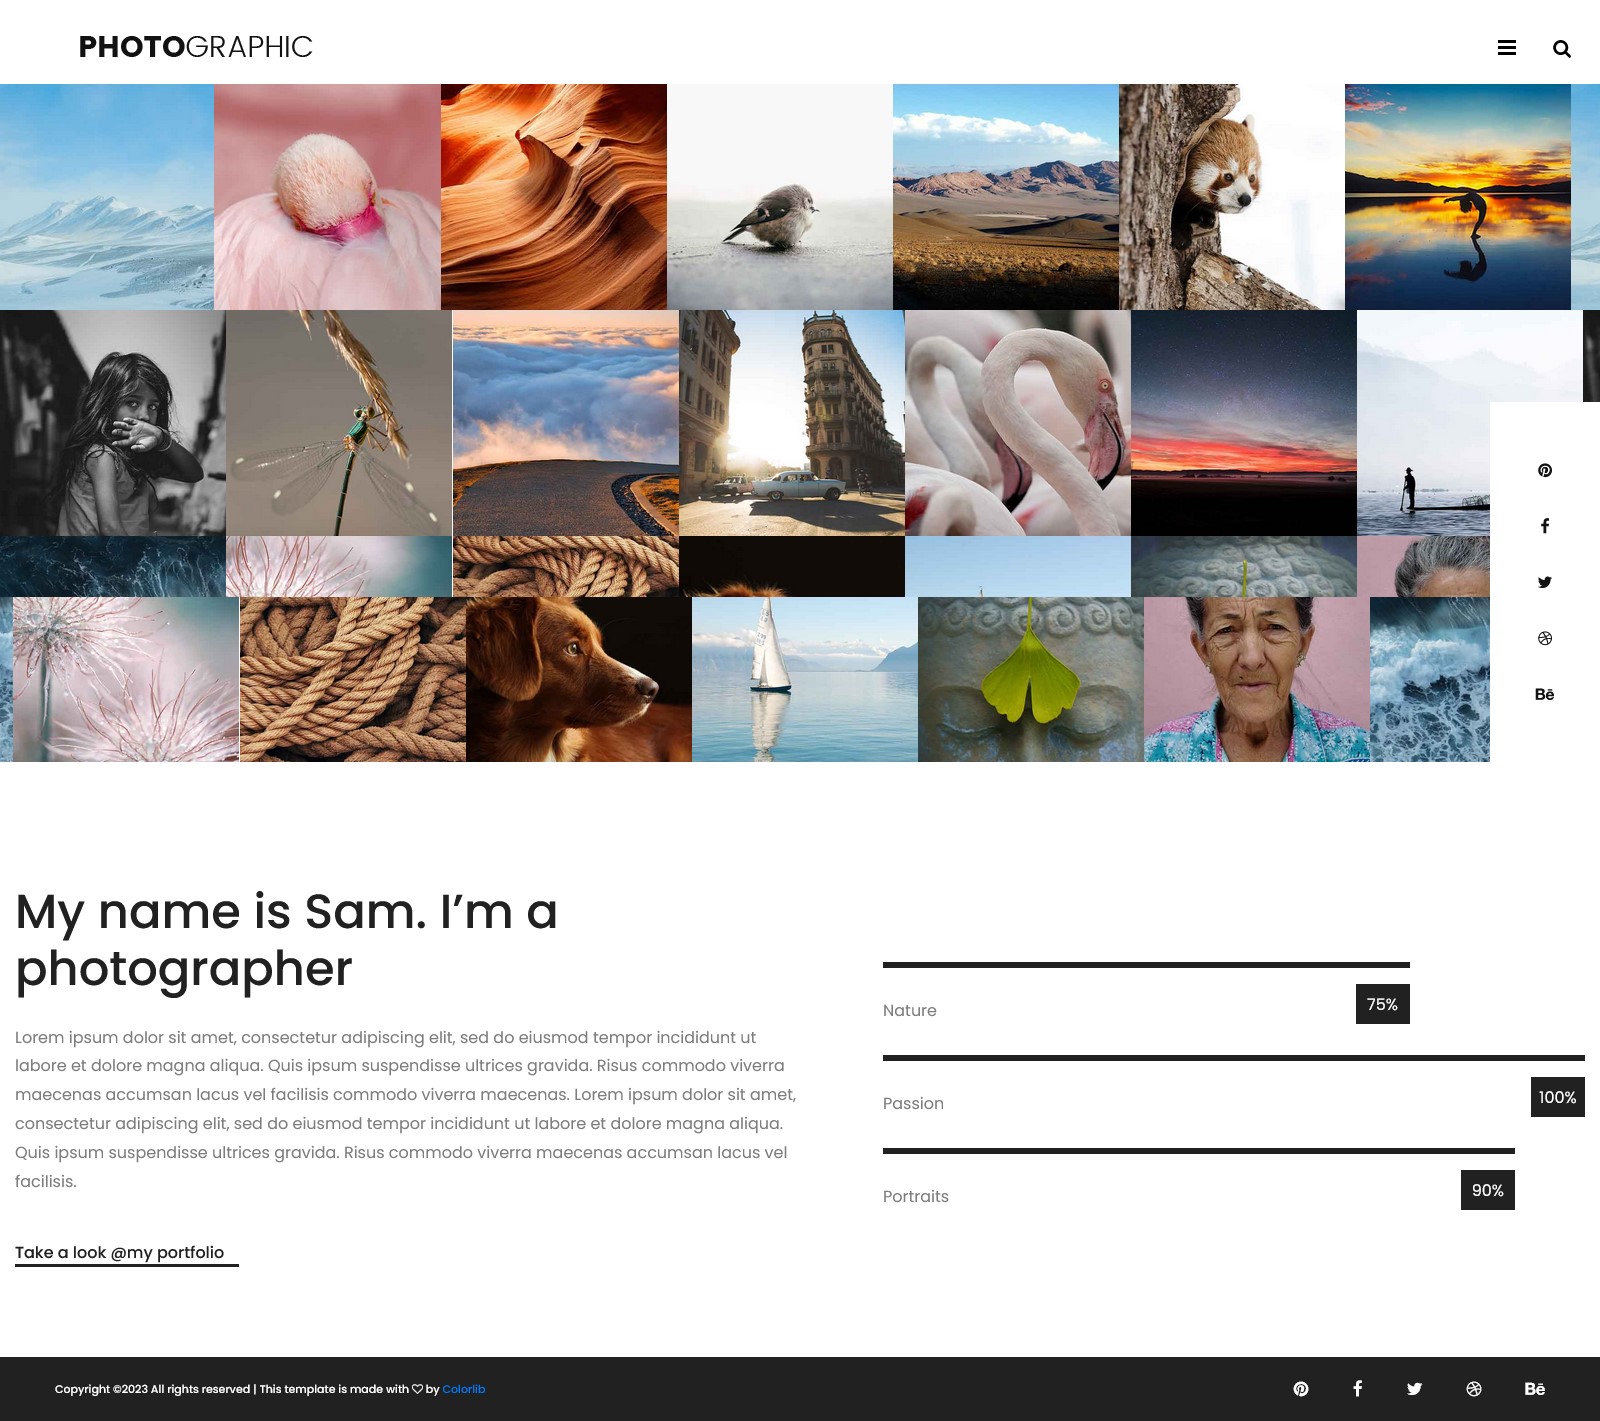 PHOTOGRAPHIC
Bē
My name is Sam. I’m a
photographer
Lorem ipsum dolor sit amet, consectetur adipiscing elit, sed do eiusmod tempor incididunt ut
labore et dolore magna aliqua. Quis ipsum suspendisse ultrices gravida. Risus commodo viverra
maecenas accumsan lacus vel facilisis commodo viverra maecenas. Lorem ipsum dolor sit amet,
consectetur adipiscing elit, sed do eiusmod tempor incididunt ut labore et dolore magna aliqua.
Quis ipsum suspendisse ultrices gravida. Risus commodo viverra maecenas accumsan lacus vel
facilisis.
Take a look @my portfolio
Nature 75%
Passion 100%
Portraits 90%
Copyright ©2023 All rights reserved | This template is made with ♡ by Colorlib
Bē